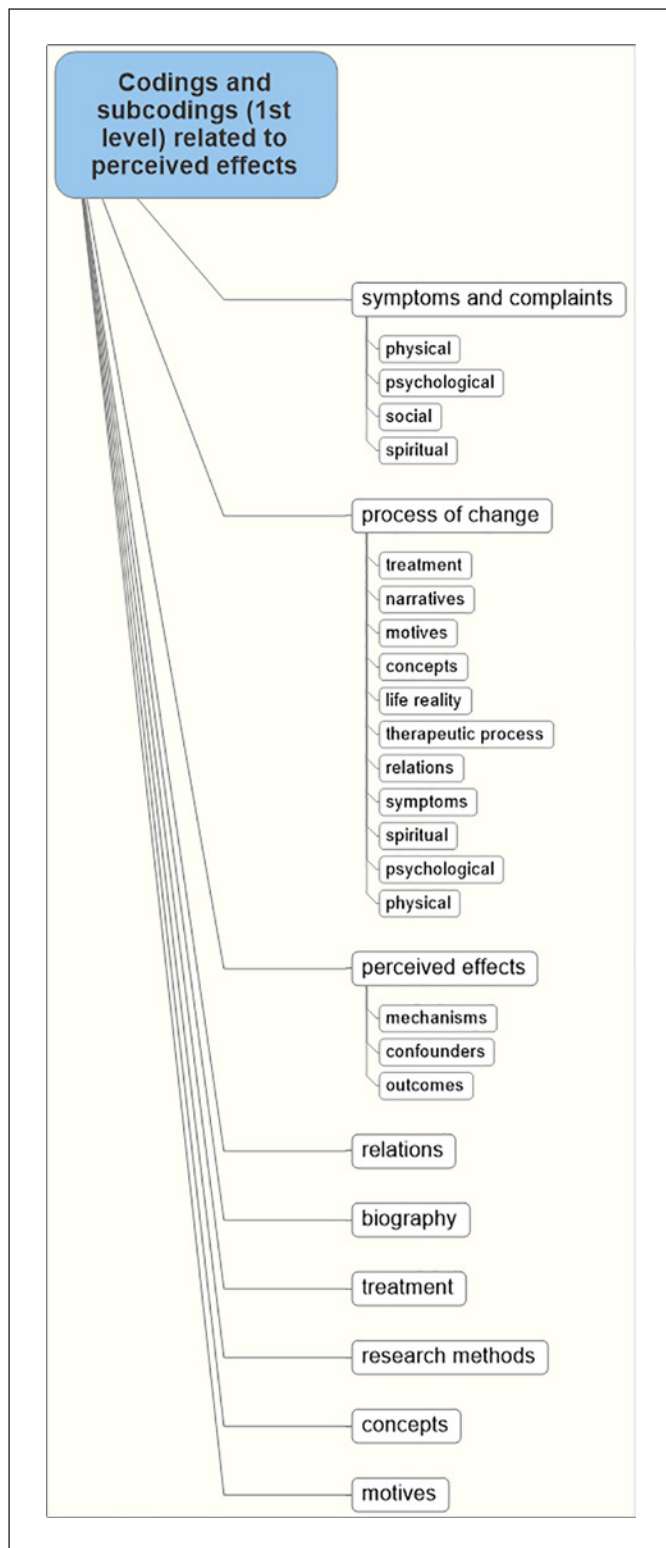 Codings and
subcodings (1st
level) related to
perceived effects
symptoms and complaints
physical
psychological
social
spiritual
process of change
treatment
narratives
motives
concepts
life reality
therapeutic process
relations
symptoms
spiritual
psychological
physical
perceived effects
mechanisms
confounders
outcomes
relations
biography
treatment
research methods
concepts
motives